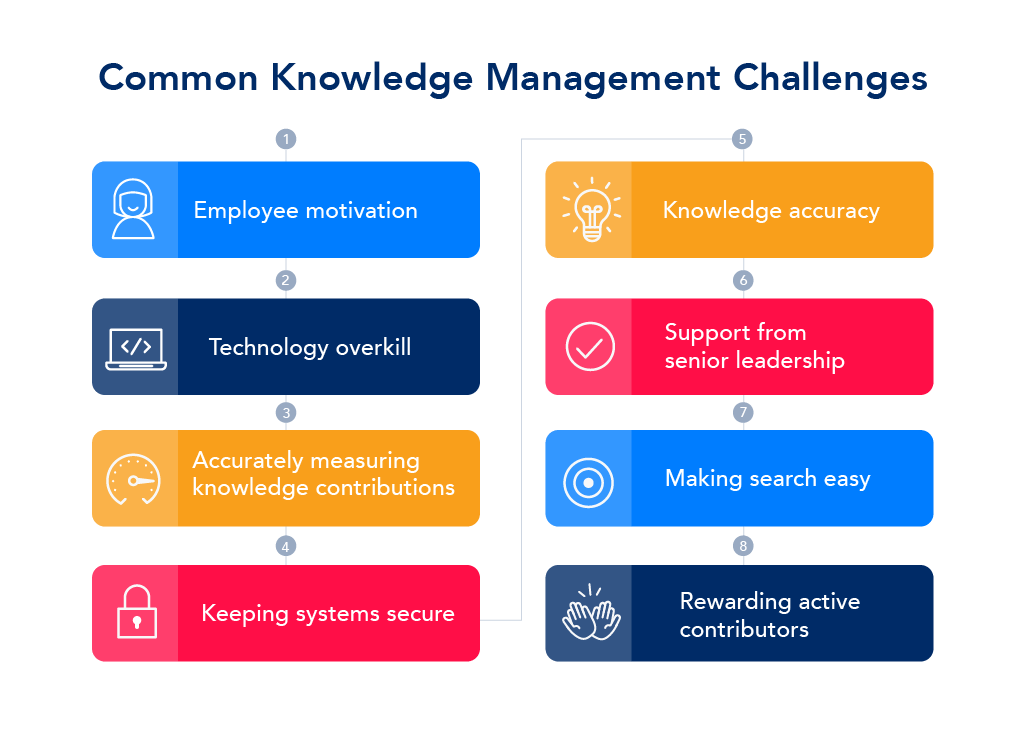 Common Knowledge Management Challenges
1
Employee motivation
2
Technology overkill
3
Accurately measuring
knowledge contributions
4
Keeping systems secure
5
Knowledge accuracy
6
Support from
senior leadership
7
Making search easy
8
Rewarding active
contributors